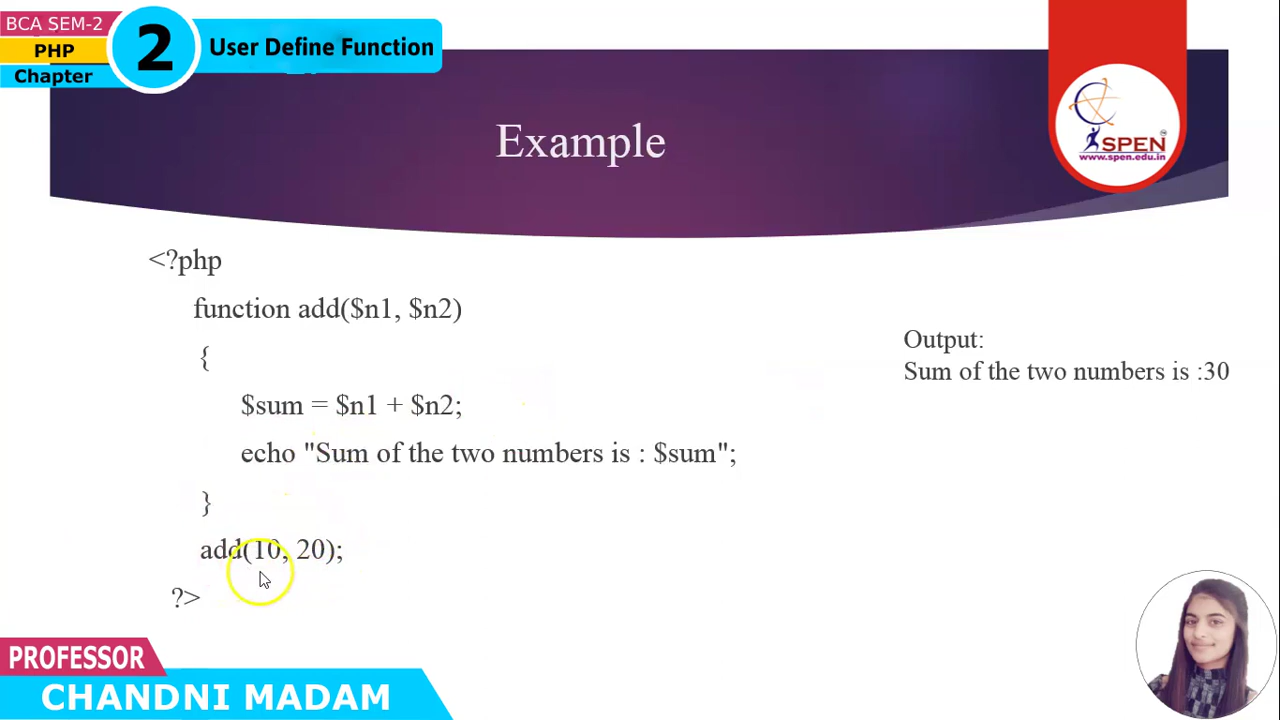 BCA SEM-2
PHP
Chapter
2
User Define Function
Example
SPEN
www.spen.edu.in
<?php
function add($n1, $n2)
{
$sum = $n1 + $n2;
echo "Sum of the two numbers is : $sum";
}
add(10, 20);
?>
Output:
Sum of the two numbers is :30
PROFESSOR
CHANDNI MADAM